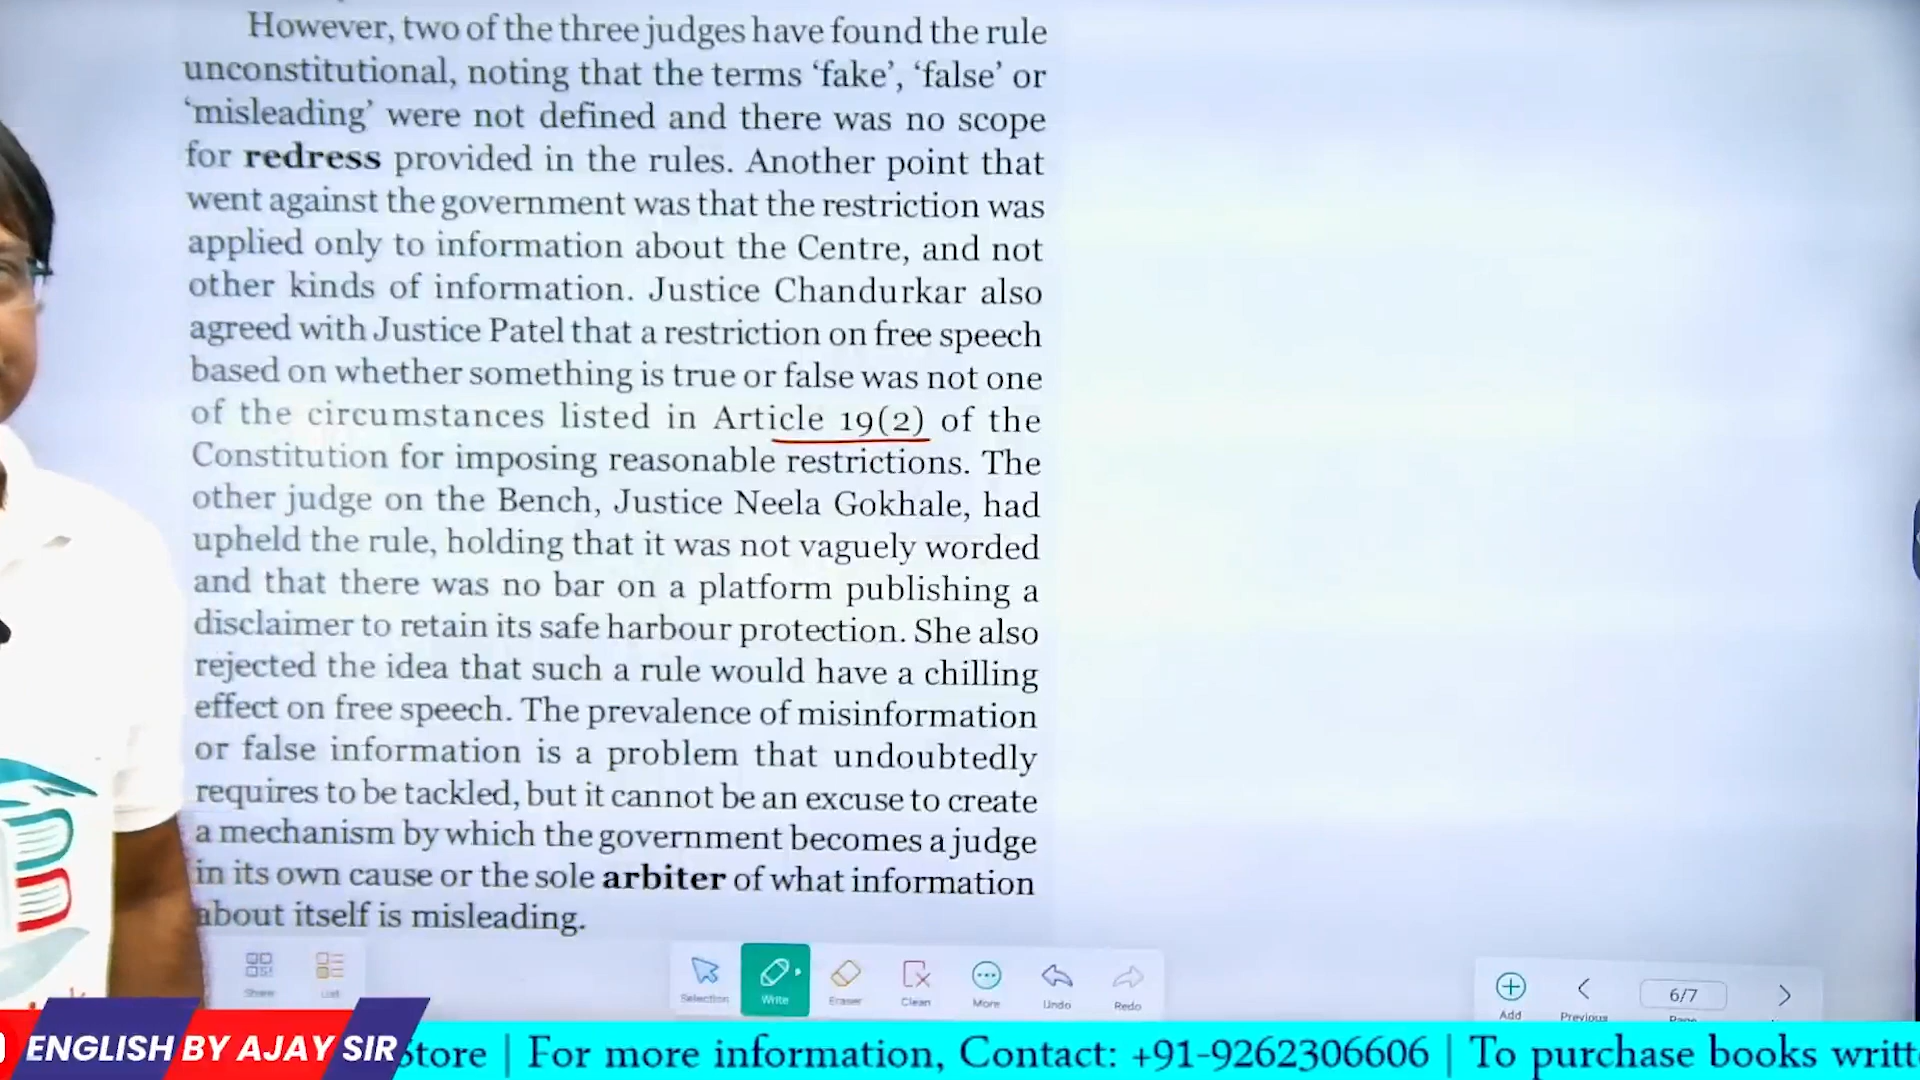 However, two of the three judges have found the rule
unconstitutional, noting that the terms ‘fake’, ‘false’ or
‘misleading’ were not defined and there was no scope
for redress provided in the rules. Another point that
went against the government was that the restriction was
applied only to information about the Centre, and not
other kinds of information. Justice Chandurkar also
agreed with Justice Patel that a restriction on free speech
based on whether something is true or false was not one
of the circumstances listed in Article 19(2) of the
Constitution for imposing reasonable restrictions. The
other judge on the Bench, Justice Neela Gokhale, had
upheld the rule, holding that it was not vaguely worded
and that there was no bar on a platform publishing a
disclaimer to retain its safe harbour protection. She also
rejected the idea that such a rule would have a chilling
effect on free speech. The prevalence of misinformation
or false information is a problem that undoubtedly
requires to be tackled, but it cannot be an excuse to create
a mechanism by which the government becomes a judge
in its own cause or the sole arbiter of what information
about itself is misleading.
List Selection Write Eraser Clean More Undo Redo
Add Previous 6/7 Page
ENGLISH BY AJAY SIR
Store | For more information, Contact: +91-9262306606 | To purchase books writt